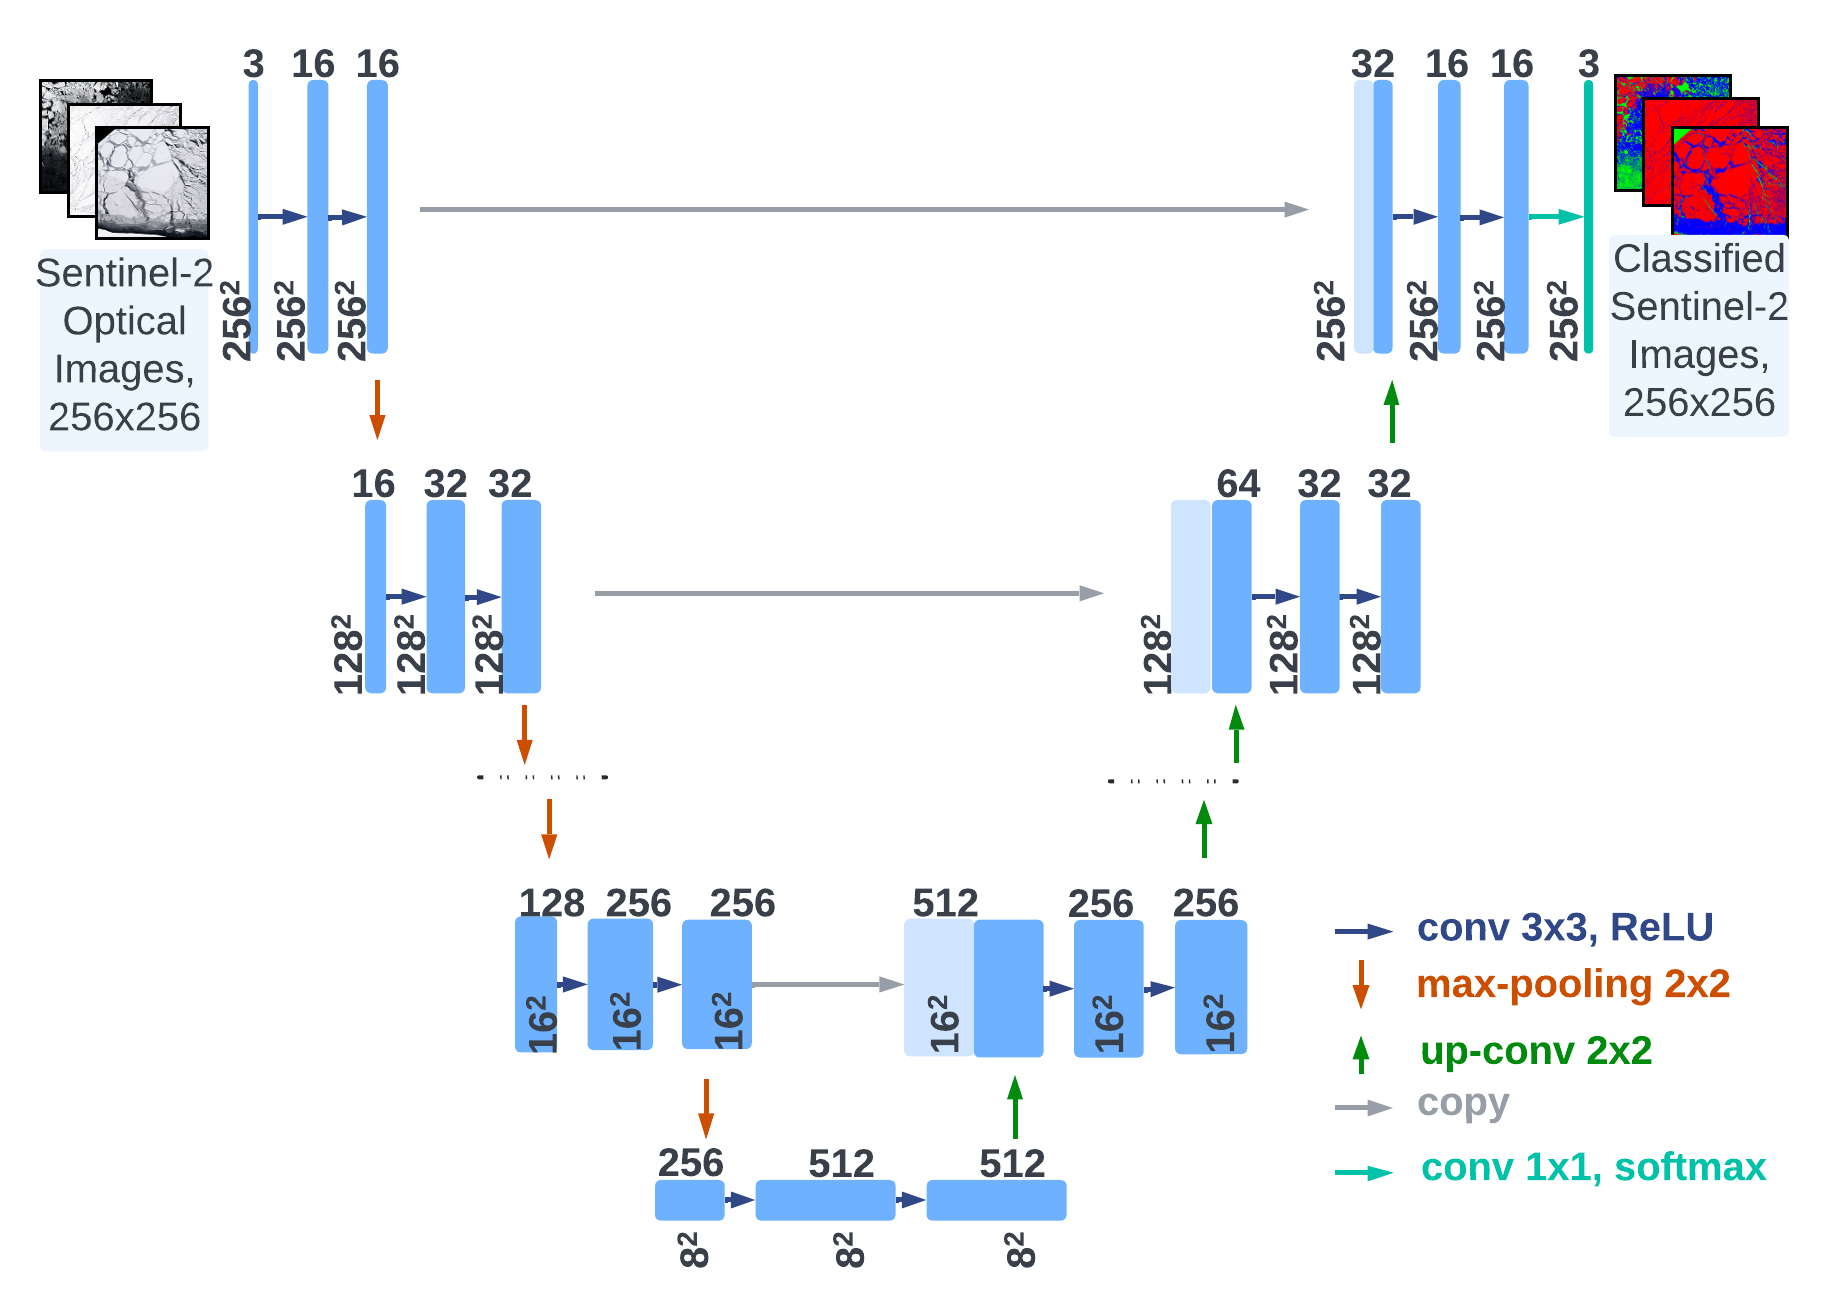 3 16 16
32 16 16 3
256² 256² 256²
256² 256² 256² 256²
Sentinel-2
Optical
Images,
256x256
Classified
Sentinel-2
Images,
256x256
16 32 32
64 32 32
128² 128² 128²
128² 128² 128²
128 256 256
512 256 256
16² 16² 16²
16² 16² 16²
256 512 512
8² 8² 8²
conv 3x3, ReLU
max-pooling 2x2
up-conv 2x2
copy
conv 1x1, softmax